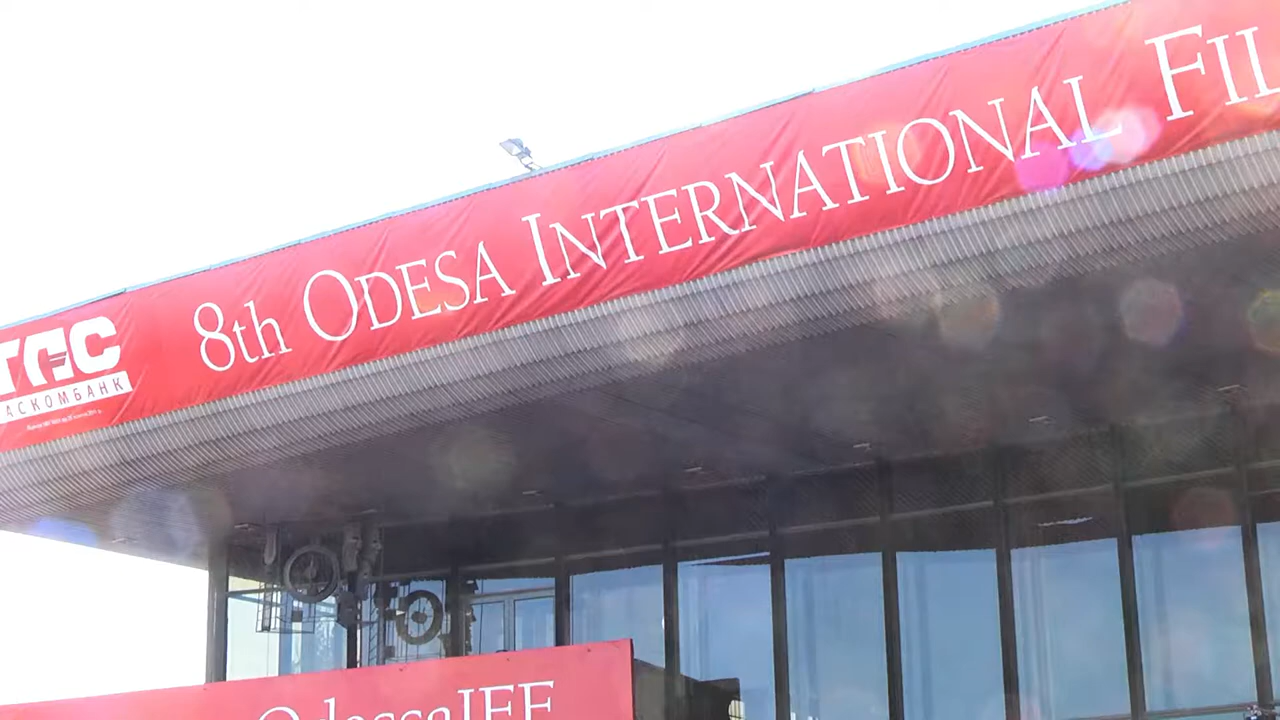 8th ODESA INTERNATIONAL FIL
ТАС
АСКОМБАНК
OdessaIFF